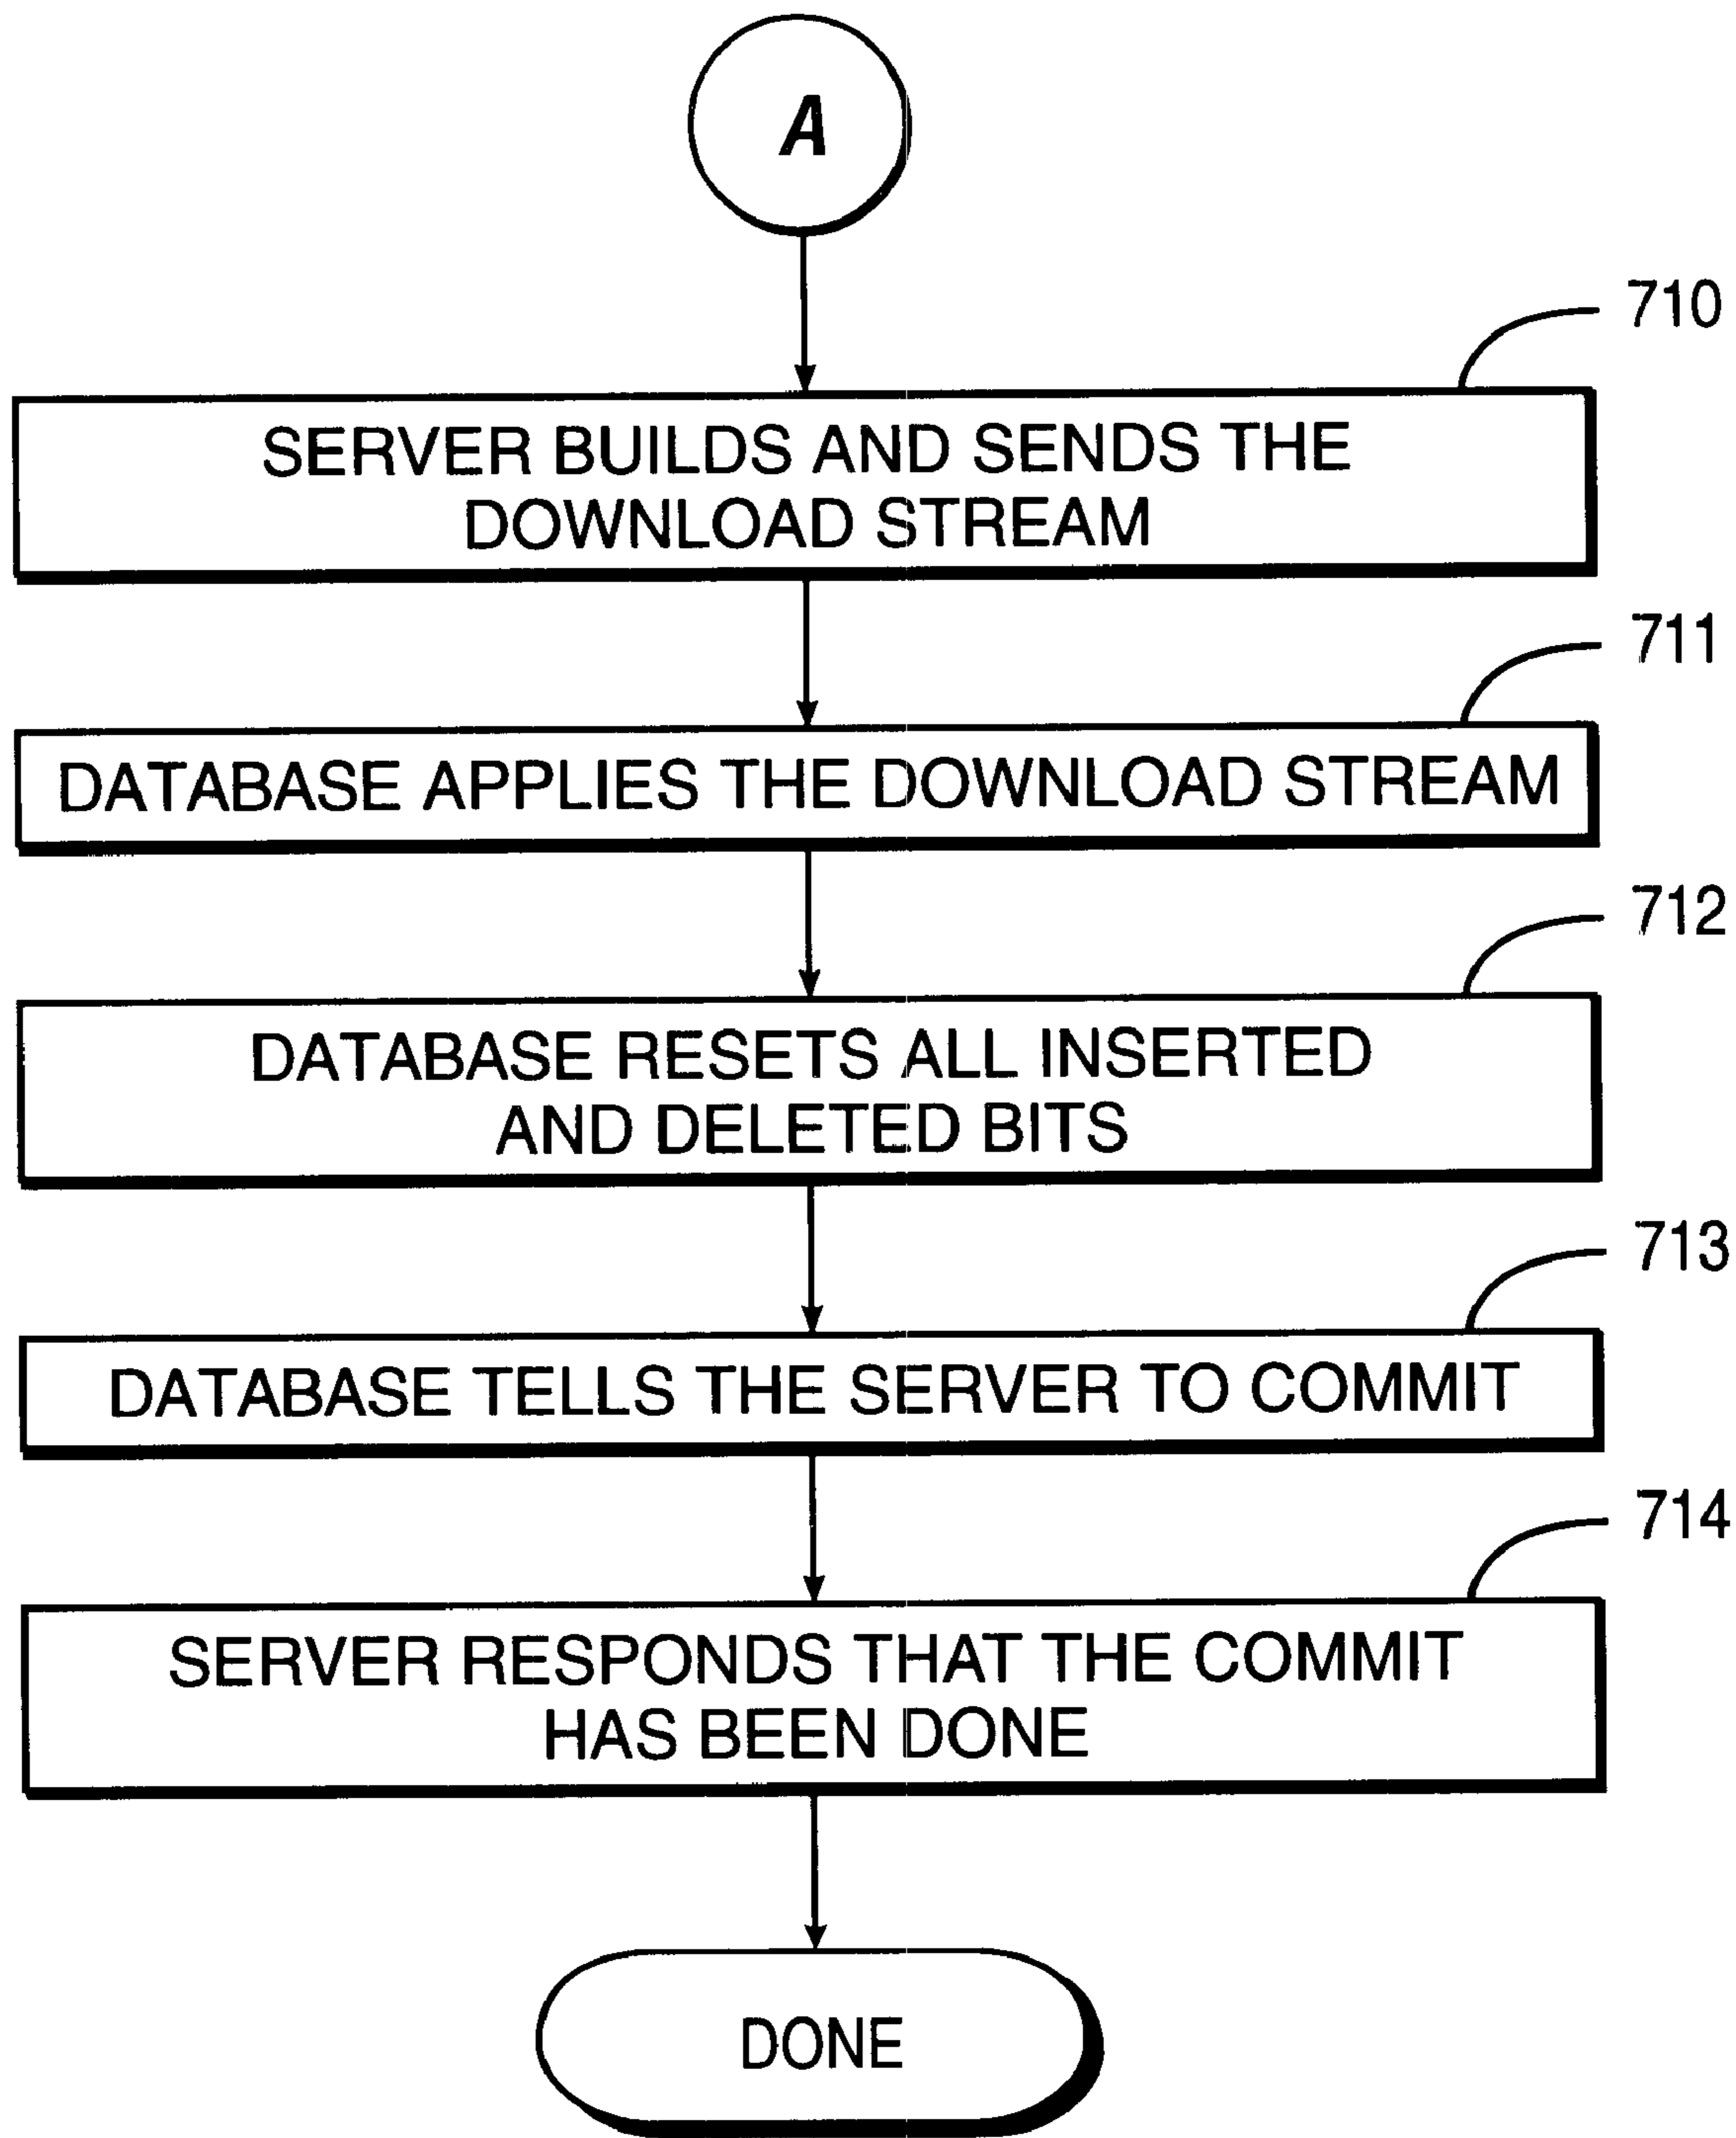 A
710
SERVER BUILDS AND SENDS THE
DOWNLOAD STREAM
711
DATABASE APPLIES THE DOWNLOAD STREAM
712
DATABASE RESETS ALL INSERTED
AND DELETED BITS
713
DATABASE TELLS THE SERVER TO COMMIT
714
SERVER RESPONDS THAT THE COMMIT
HAS BEEN DONE
DONE